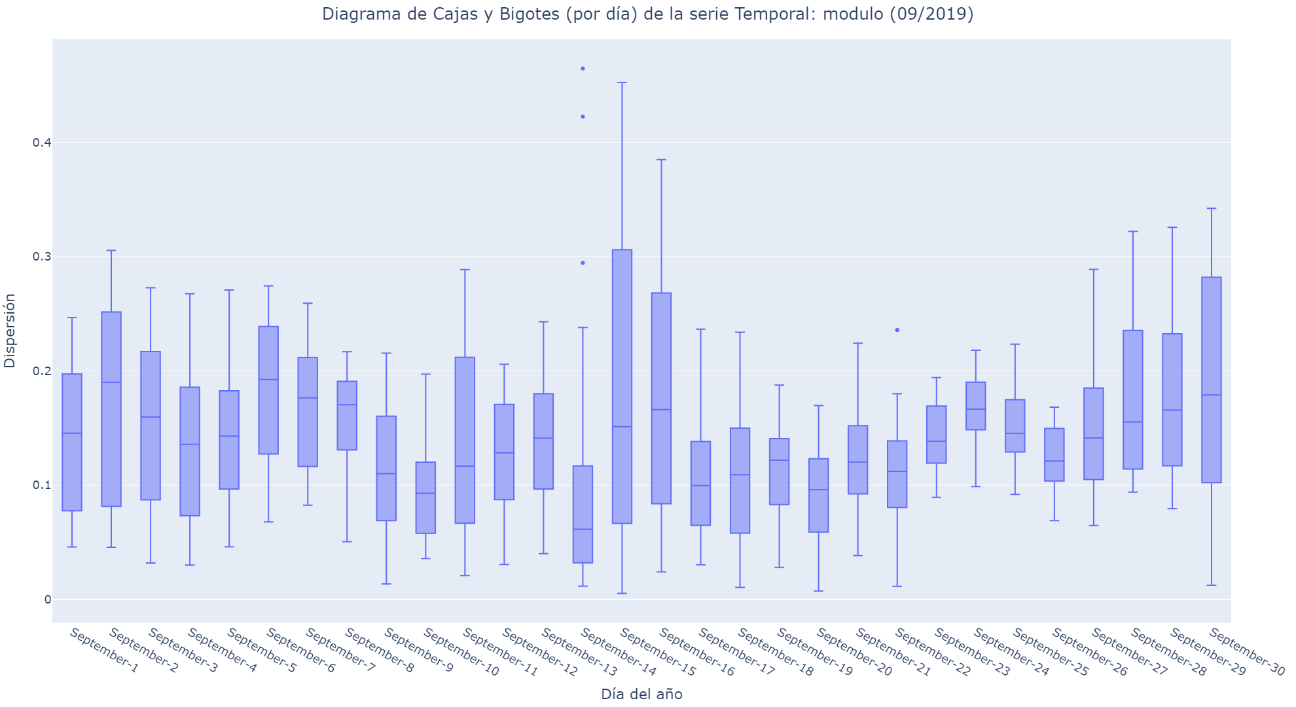 Diagrama de Cajas y Bigotes (por día) de la serie Temporal: modulo (09/2019)
Dispersión
0.4
0.3
0.2
0.1
0
September-1
September-2
September-3
September-4
September-5
September-6
September-7
September-8
September-9
September-10
September-11
September-12
September-13
September-14
September-15
September-16
September-17
September-18
September-19
September-20
September-21
September-22
September-23
September-24
September-25
September-26
September-27
September-28
September-29
September-30
Día del año